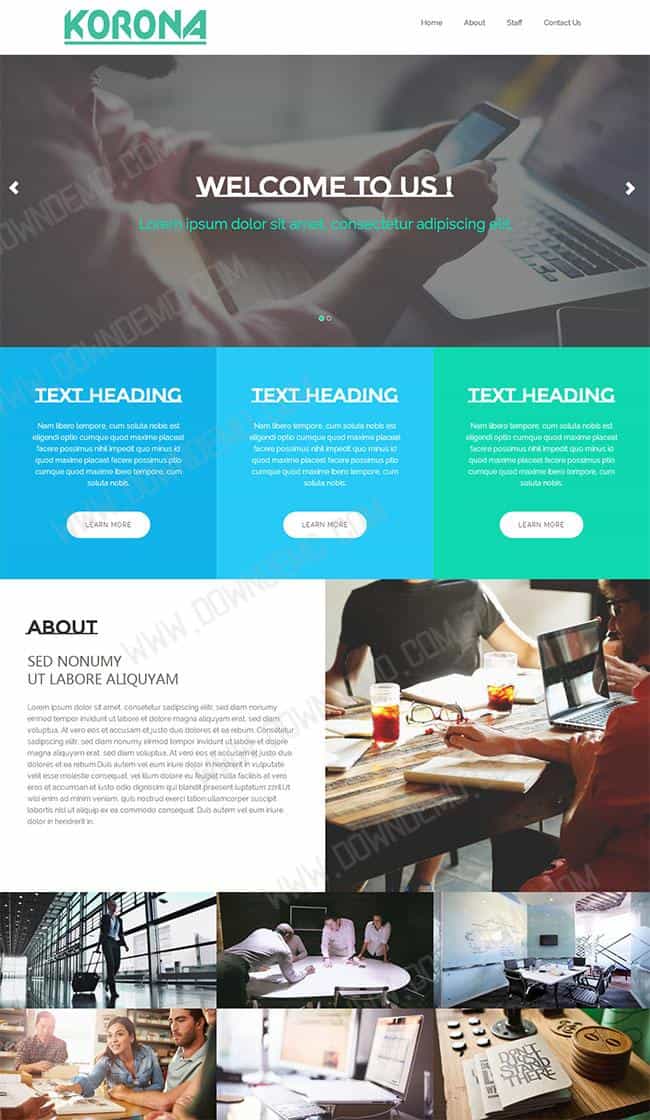 KORONA
Home About Staff Contact Us
WELCOME TO US !
Lorem ipsum dolor sit amet, consectetur adipiscing elit.
TEXT HEADING
Nam libero tempore, cum soluta nobis est
eligendi optio cumque quod maxime placeat
facere possimus nihil impedit quo maxime id
quod maxime placeat facere possimus
maxime libero tempore, cum soluta
nobis.
LEARN MORE
TEXT HEADING
Nam libero tempore, cum soluta nobis est
eligendi optio cumque quod maxime placeat
facere possimus nihil impedit quo maxime id
quod maxime placeat facere possimus
maxime libero tempore, cum soluta
nobis.
LEARN MORE
TEXT HEADING
Nam libero tempore, cum soluta nobis est
eligendi optio cumque quod maxime placeat
facere possimus nihil impedit quo maxime id
quod maxime placeat facere possimus
maxime libero tempore, cum soluta
nobis.
LEARN MORE
ABOUT
SED NONUMY
UT LABORE ALIQUYAM
Lorem ipsum dolor sit amet, consetetur sadipscing elitr, sed diam nonumy
eirmod tempor invidunt ut labore et dolore magna aliquyam erat, sed diam
voluptua. At vero eos et accusam et justo duo dolores et ea rebum. Consetetur
sadipscing elitr, sed diam nonumy eirmod tempor invidunt ut labore et dolore
magna aliquyam erat, sed diam voluptua. At vero eos et accusam et justo duo
dolores et ea rebum Duis autem vel eum iriure dolor in hendrerit in vulputate
velit esse molestie consequat, vel illum dolore eu feugiat nulla facilisis at vero
eros et accumsan et iusto odio dignissim qui blandit praesent luptatum zzril Ut
wisi enim ad minim veniam, quis nostrud exerci tation ullamcorper suscipit
lobortis nisl ut aliquip ex ea commodo consequat. Duis autem vel eum iriure
dolor in hendrerit in.
DON'T
JUST
STAND
THERE
WWW.DOWNDEMO.COM